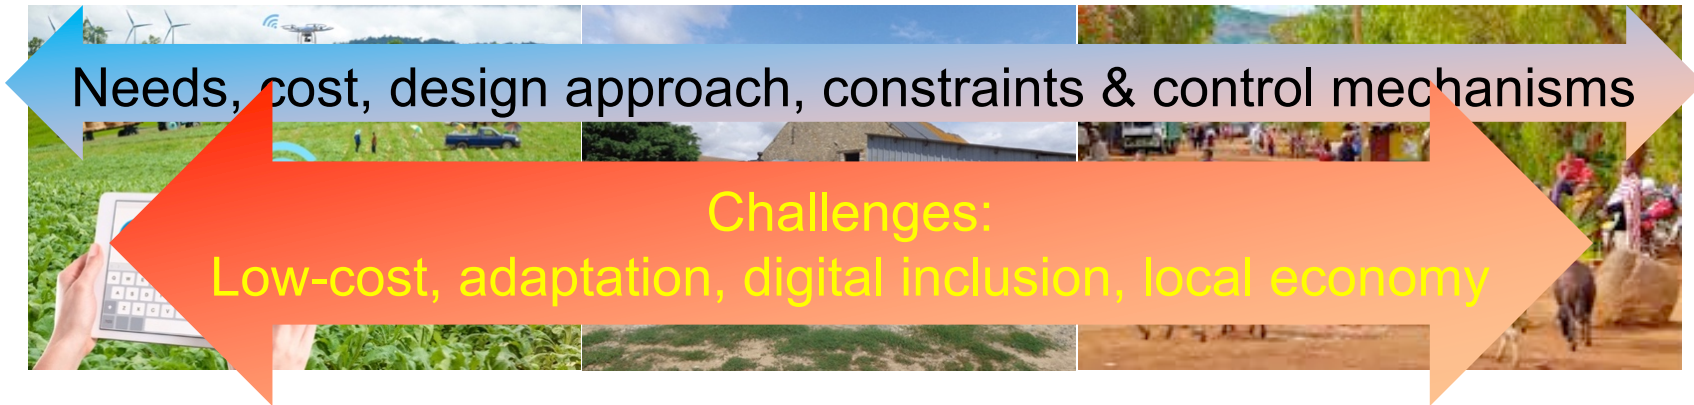 Needs, cost, design approach, constraints & control mechanisms
Challenges:
Low-cost, adaptation, digital inclusion, local economy